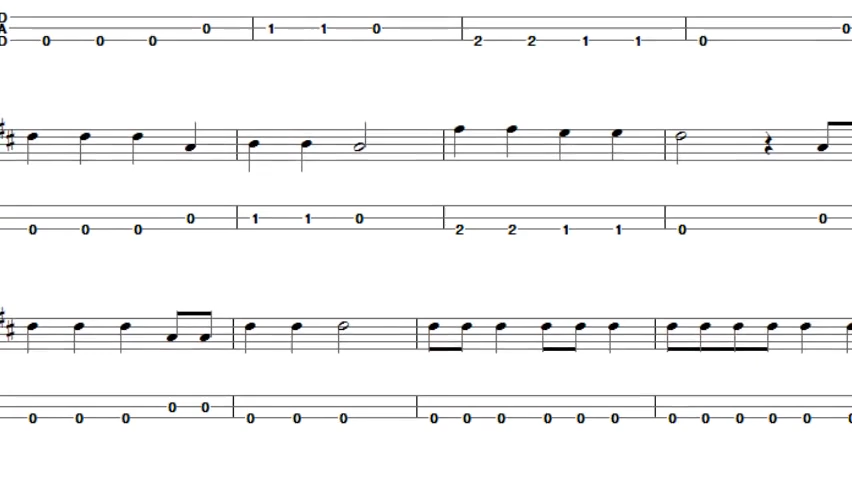 D
A 0 1 1 0 0
D 0 0 0 2 2 1 1 0
0 1 1 0 0
0 0 0 2 2 1 1 0
0 0
0 0 0 0 0 0 0 0 0 0 0 0 0 0 0 0 0 0